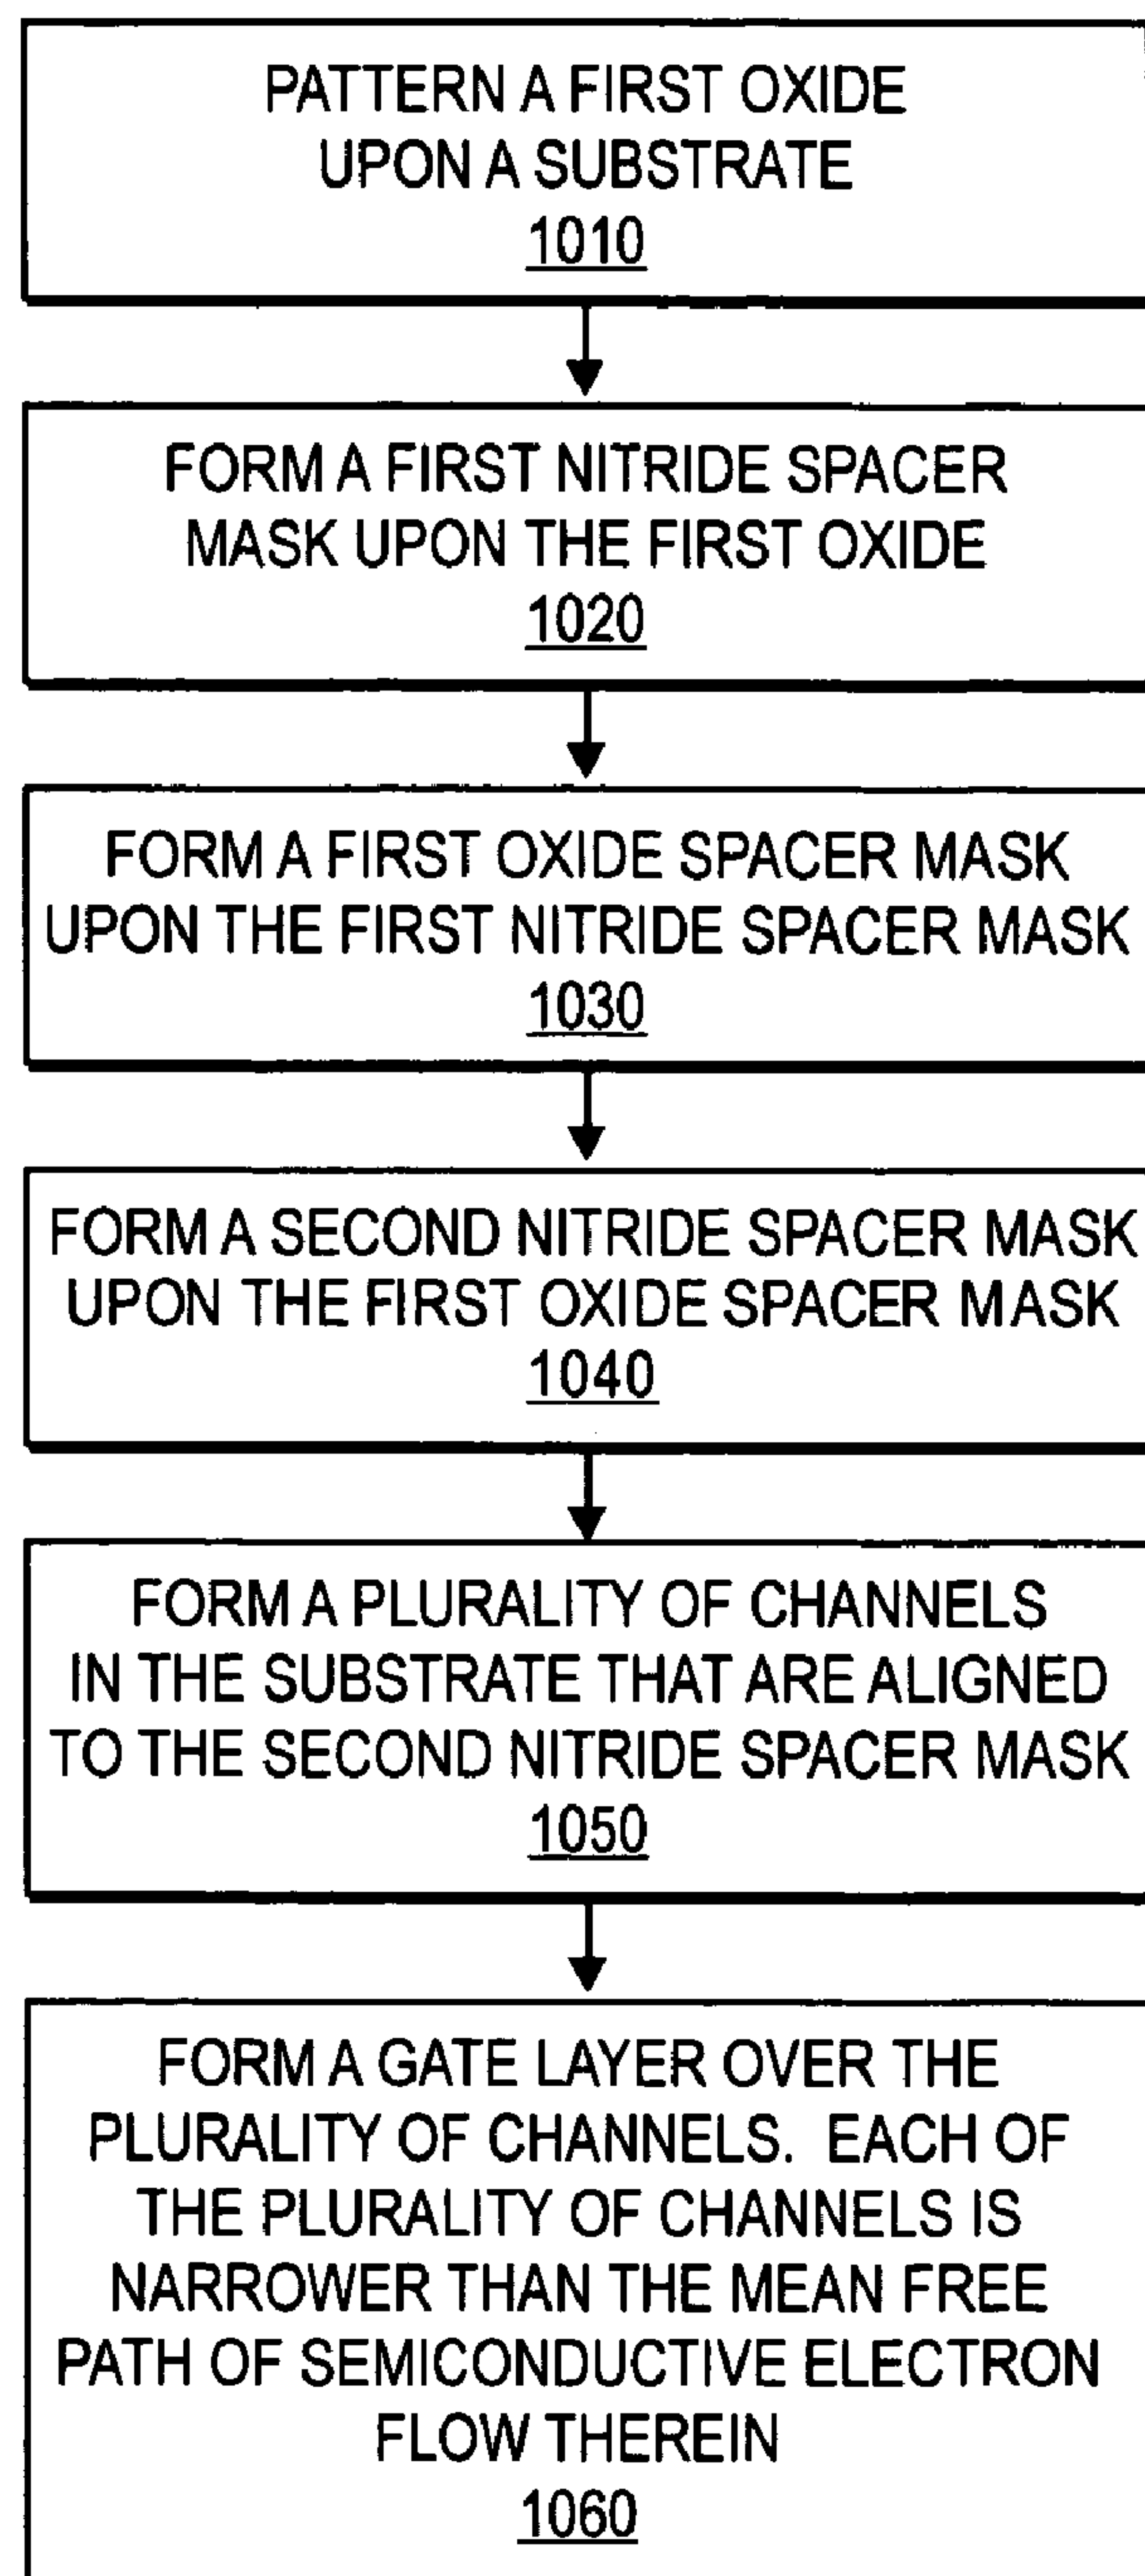 PATTERN A FIRST OXIDE
UPON A SUBSTRATE
1010
FORM A FIRST NITRIDE SPACER
MASK UPON THE FIRST OXIDE
1020
FORM A FIRST OXIDE SPACER MASK
UPON THE FIRST NITRIDE SPACER MASK
1030
FORM A SECOND NITRIDE SPACER MASK
UPON THE FIRST OXIDE SPACER MASK
1040
FORM A PLURALITY OF CHANNELS
IN THE SUBSTRATE THAT ARE ALIGNED
TO THE SECOND NITRIDE SPACER MASK
1050
FORM A GATE LAYER OVER THE
PLURALITY OF CHANNELS. EACH OF
THE PLURALITY OF CHANNELS IS
NARROWER THAN THE MEAN FREE
PATH OF SEMICONDUCTIVE ELECTRON
FLOW THEREIN
1060